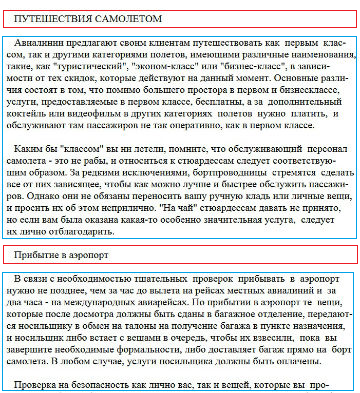 ПУТЕШЕСТВИЯ САМОЛЕТОМ
Авиалинии предлагают своим клиентам путешествовать как первым клас-
сом, так и другими категориями полетов, имеющими различные наименования,
такие, как "туристический", "эконом-класс" или "бизнес-класс", в зависи-
мости от тех скидок, которые действуют на данный момент. Основные разли-
чия состоят в том, что помимо большего простора в первом и бизнесклассе,
услуги, предоставляемые в первом классе, бесплатны, а за дополнительный
коктейль или видеофильм в других категориях полетов нужно платить, и
обслуживают там пассажиров не так оперативно, как в первом классе.
Каким бы "классом" вы ни летели, помните, что обслуживающий персонал
самолета - это не рабы, и относиться к стюардессам следует соответствую-
щим образом. За редкими исключениями, бортпроводницы стремятся сделать
все от них зависящее, чтобы как можно лучше и быстрее обслужить пассажи-
ров. Однако они не обязаны переносить вашу ручную кладь или личные вещи,
и просить их об этом неприлично. "На чай" стюардессам давать не принято,
но если вам была оказана какая-то особенно значительная услуга, следует
их лично отблагодарить.
Прибытие в аэропорт
В связи с необходимостью тщательных проверок прибывать в аэропорт
нужно не позднее, чем за час до вылета на рейсах местных авиалиний и за
два часа - на международных авиарейсах. По прибытии в аэропорт те вещи,
которые после досмотра должны быть сданы в багажное отделение, передают-
ся носильщику в обмен на талоны на получение багажа в пункте назначения,
и носильщик либо встает с вещами в очередь, чтобы их взвесили, пока вы
завершите необходимые формальности, либо доставляет багаж прямо на борт
самолета. В любом случае, услуги носильщика должны быть оплачены.
Проверка на безопасность как лично вас, так и вещей, которые вы про-